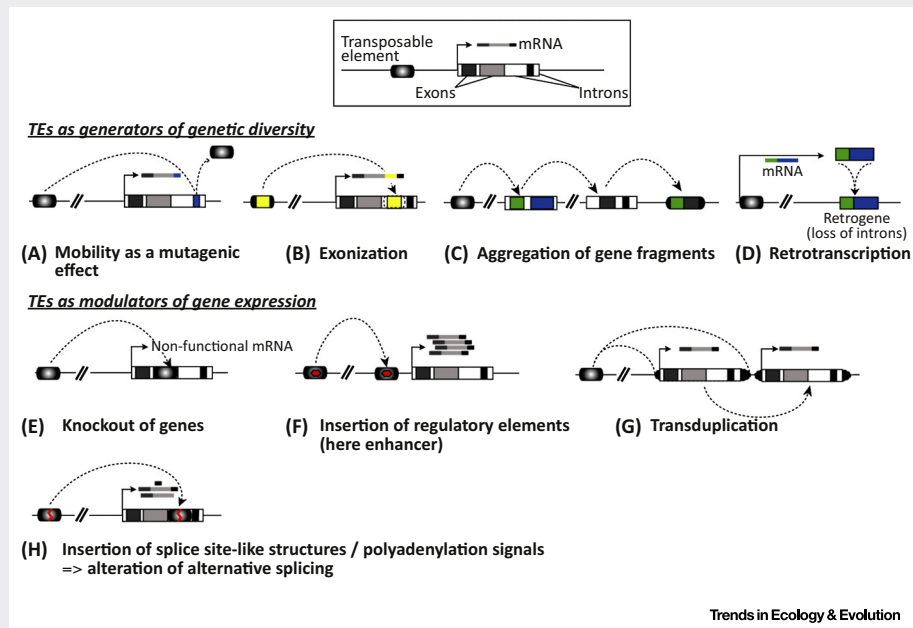 Transposable
element
mRNA
Exons
Introns
TEs as generators of genetic diversity
mRNA
Retrogene
(loss of introns)
(A) Mobility as a mutagenic
effect
(B) Exonization
(C) Aggregation of gene fragments
(D) Retrotranscription
TEs as modulators of gene expression
Non-functional mRNA
(E) Knockout of genes
(F) Insertion of regulatory elements
(here enhancer)
(G) Transduplication
(H) Insertion of splice site-like structures / polyadenylation signals
=> alteration of alternative splicing
Trends in Ecology & Evolution